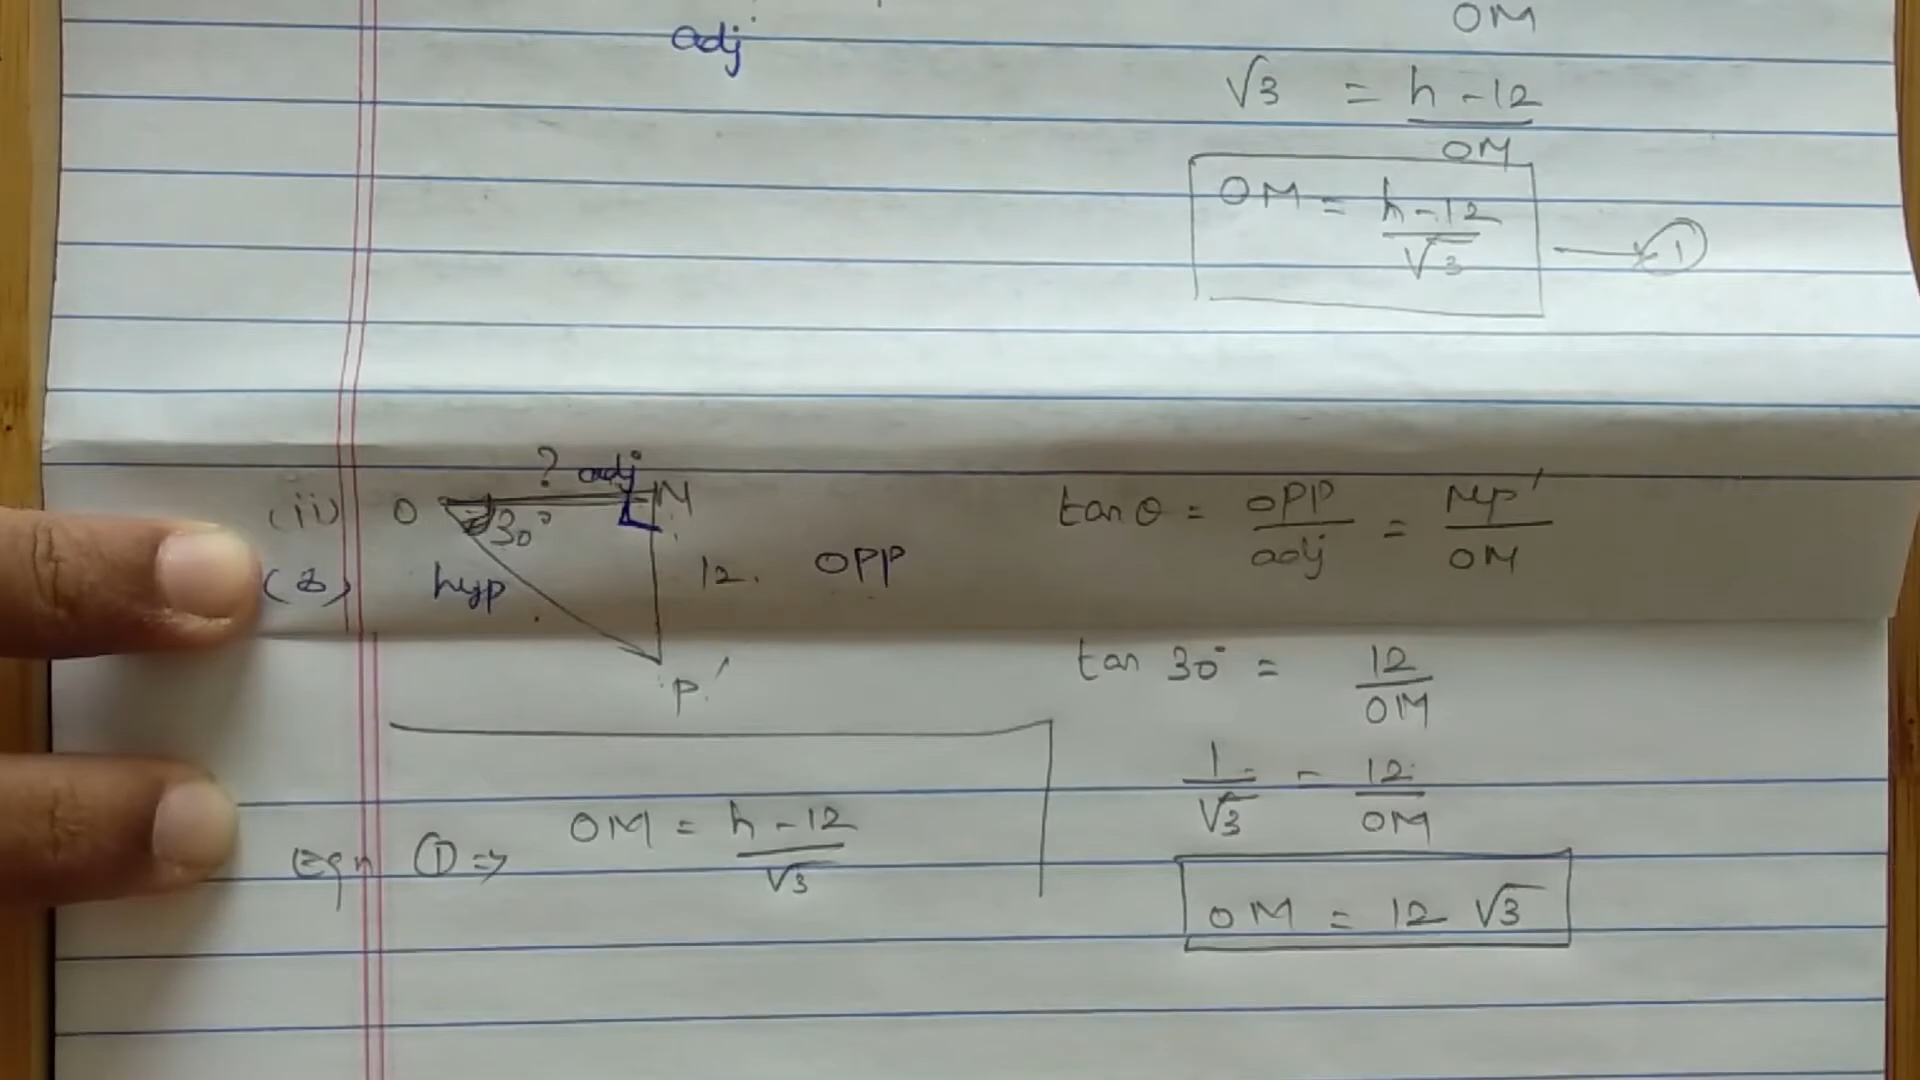 adj
OM
√3 = h - 12
OM
OM = h - 12
√3
1
? adj
(ii) O 30° M
tan θ = opp = MP'
adj OM
hyp 12. OPP
P'
tan 30° = 12
OM
1 = 12
√3 OM
eqn ① => OM = h - 12
√3
OM = 12 √3